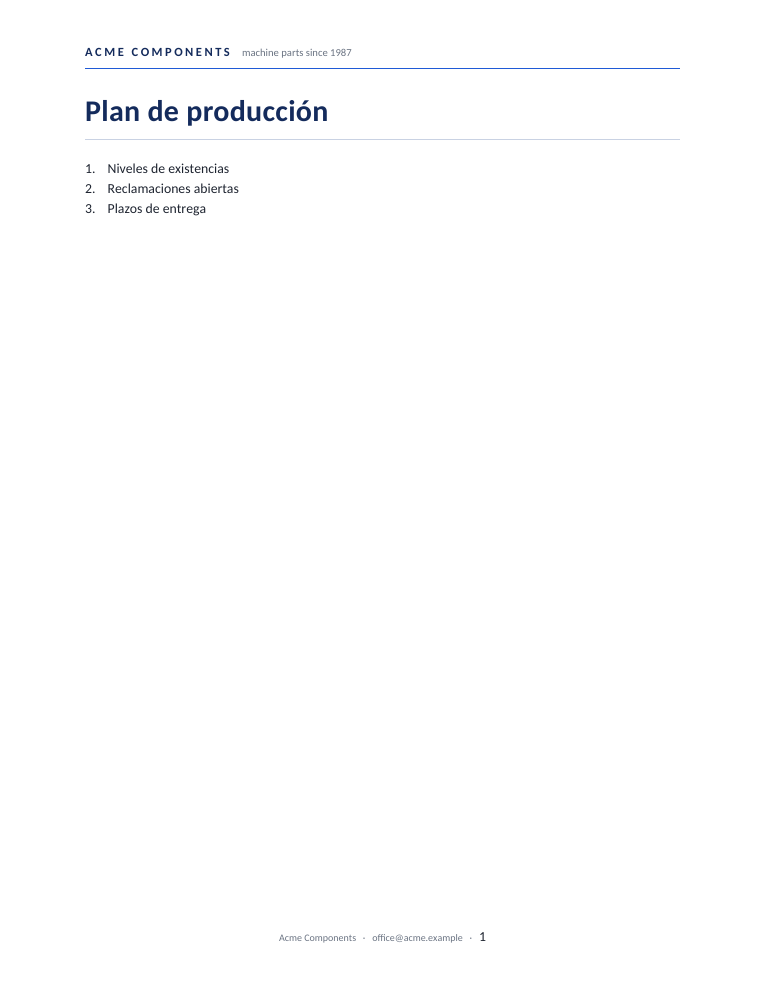 ACME COMPONENTS machine parts since 1987
Plan de producción
1. Niveles de existencias
2. Reclamaciones abiertas
3. Plazos de entrega
Acme Components · office@acme.example · 1